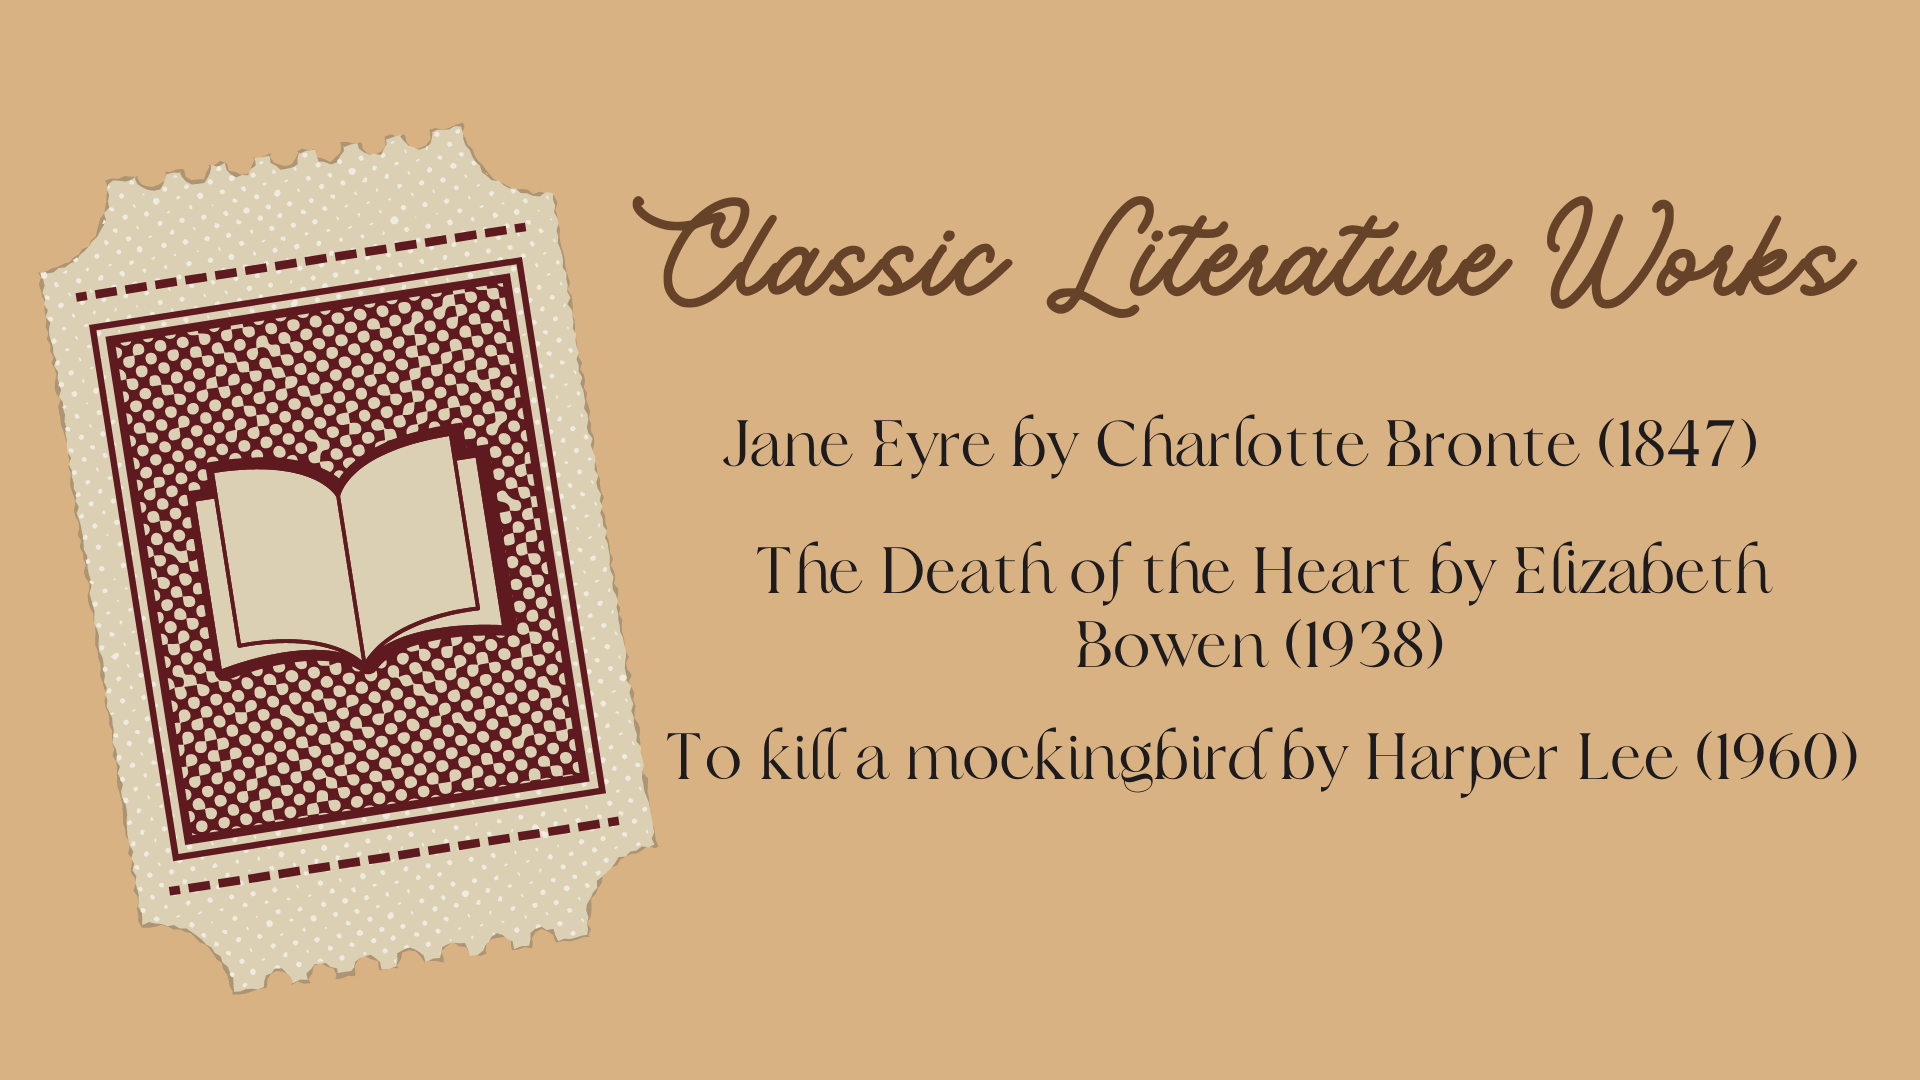 Classic Literature Works
Jane Eyre by Charlotte Bronte (1847)
The Death of the Heart by Elizabeth
Bowen (1938)
To kill a mockingbird by Harper Lee (1960)